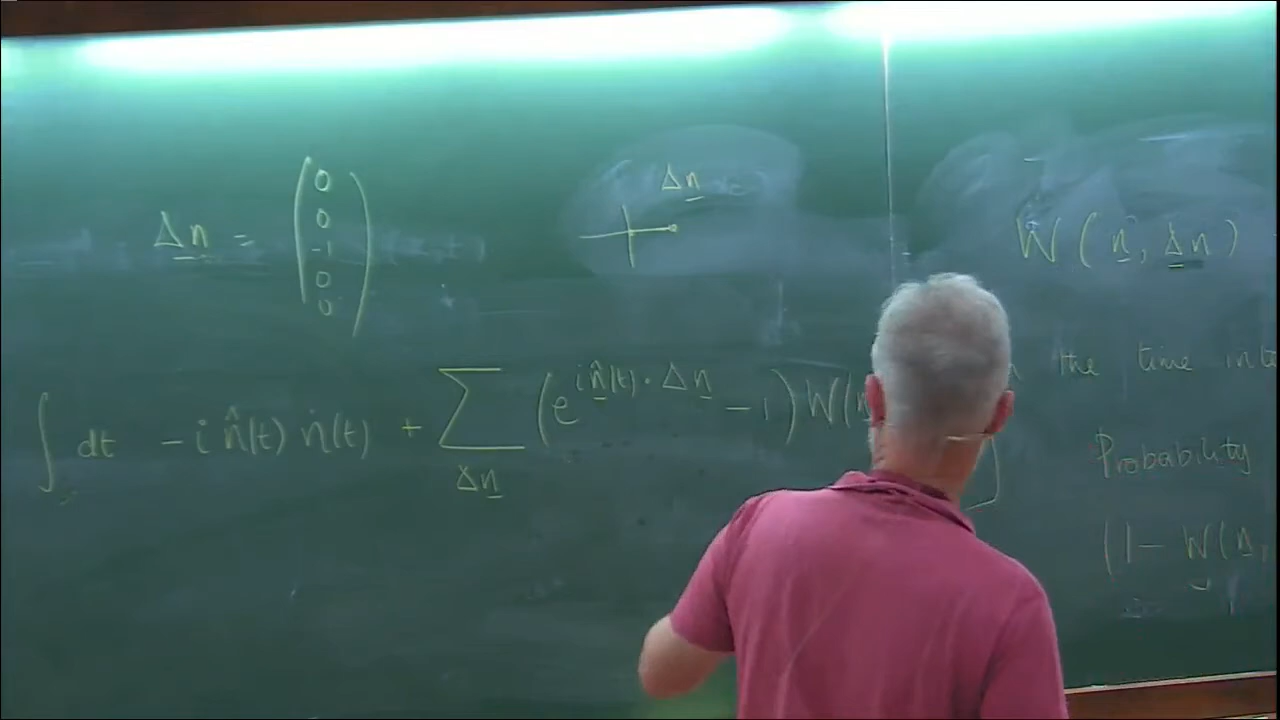 Δn = ( 0 0 -1 0 0 )
Δn
W ( n, Δn )
the time
∫ dt -i n̂(t) ṅ(t) + Σ_Δn ( e^{i n̂(t) · Δn} - 1 ) W(
Probability
(1 - W(n,